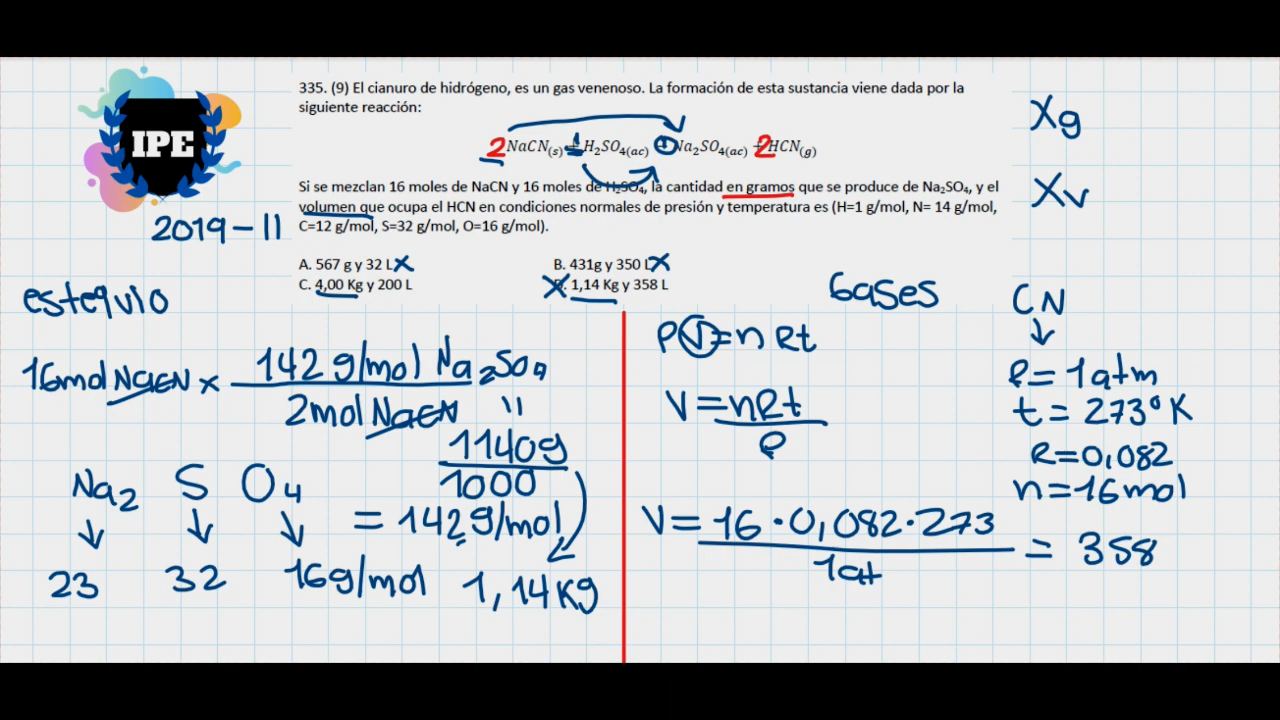 335. (9) El cianuro de hidrógeno, es un gas venenoso. La formación de esta sustancia viene dada por la
siguiente reacción:
IPE
2NaCN(s) + 1H₂SO₄(ac) → Na₂SO₄(ac) + 2HCN(g)
Xg
Si se mezclan 16 moles de NaCN y 16 moles de H₂SO₄, la cantidad en gramos que se produce de Na₂SO₄, y el
volumen que ocupa el HCN en condiciones normales de presión y temperatura es (H=1 g/mol, N= 14 g/mol,
C=12 g/mol, S=32 g/mol, O=16 g/mol).
Xv
2019-11
A. 567 g y 32 L X B. 431g y 350 L X
C. 4,00 Kg y 200 L X D. 1,14 Kg y 358 L
estequio
16mol NaCN x 142 g/mol Na₂SO₄
2mol NaCN
"
1140g
1000
Na₂ S O₄
= 142g/mol
23 32 16g/mol 1,14Kg
Gases
PV=nRt
V=nRt
P
CN
P=1atm
t=273°K
R=0,082
n=16mol
V=16·0,082·273 = 358
1at